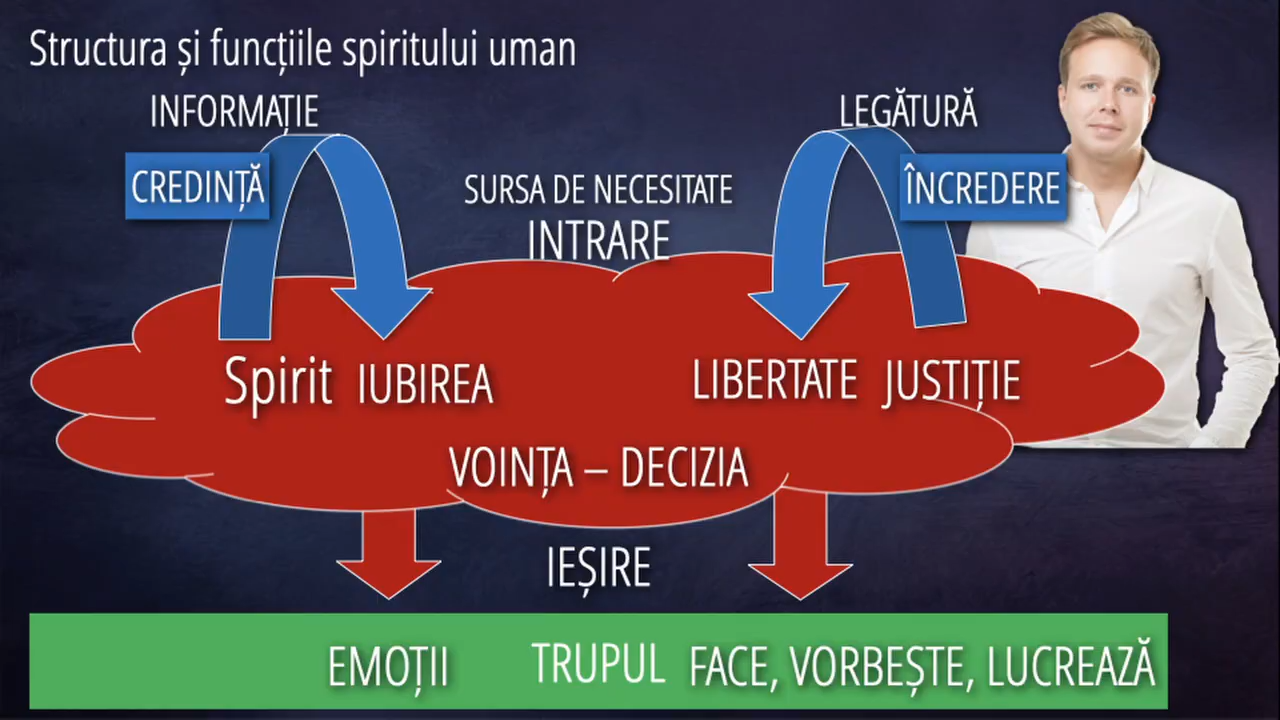 Structura și funcțiile spiritului uman
INFORMAȚIE
LEGĂTURĂ
CREDINȚĂ
SURSA DE NECESITATE
ÎNCREDERE
INTRARE
Spirit IUBIREA
LIBERTATE JUSTIȚIE
VOINȚA – DECIZIA
IEȘIRE
EMOȚII TRUPUL FACE, VORBEȘTE, LUCREAZĂ